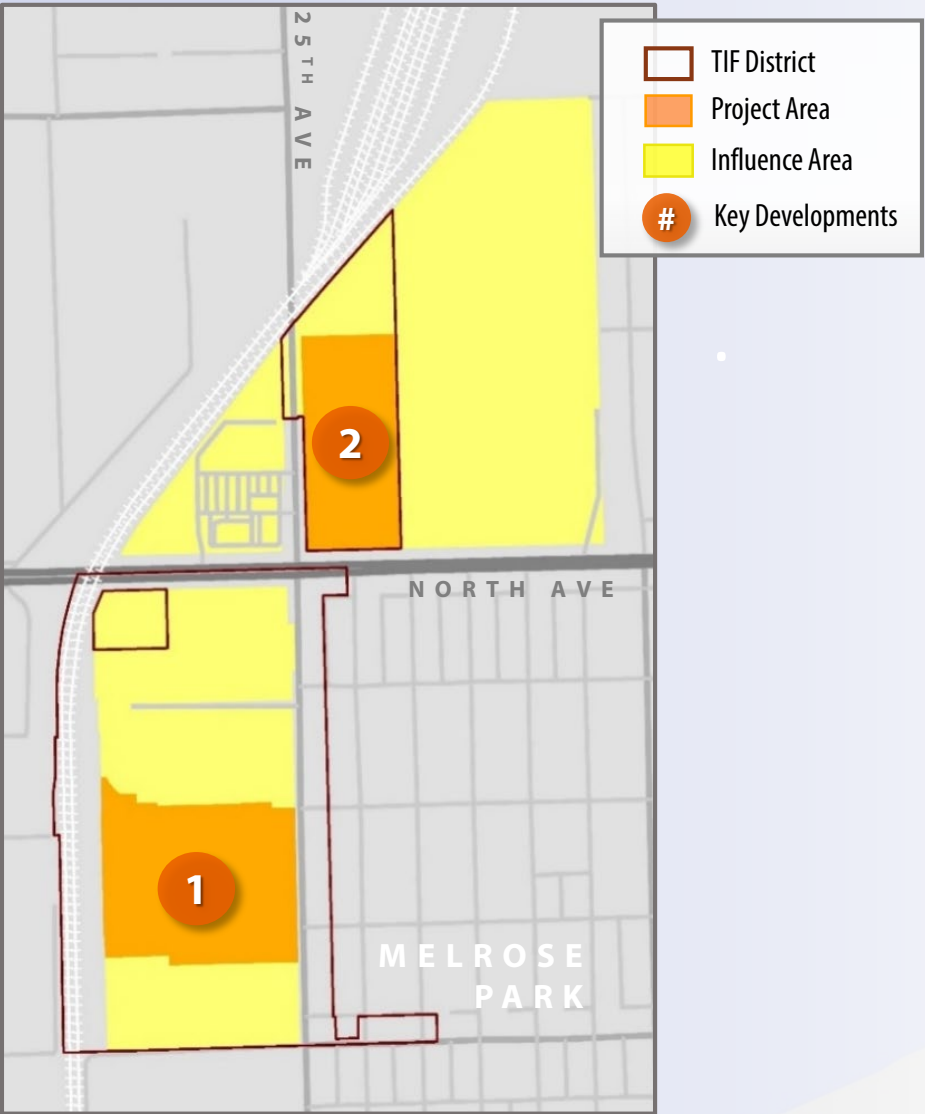 25TH AVE
TIF District
Project Area
Influence Area
# Key Developments
2
NORTH AVE
1
MELROSE
PARK